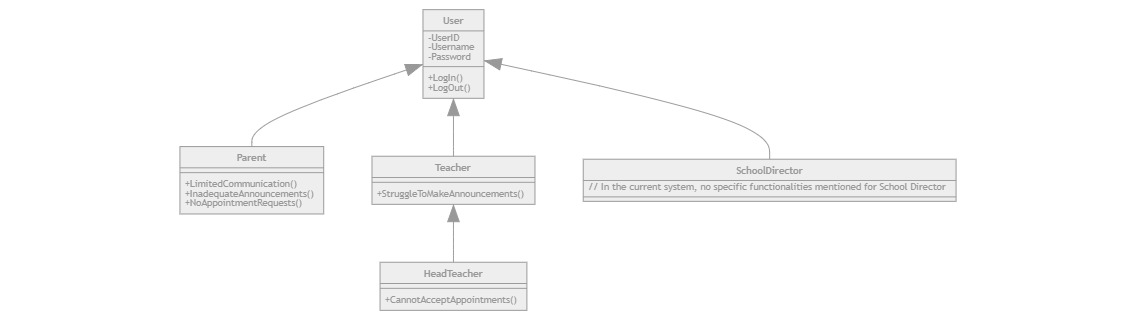 User
-UserID
-Username
-Password
+LogIn()
+LogOut()
Parent
+LimitedCommunication()
+InadequateAnnouncements()
+NoAppointmentRequests()
Teacher
+StruggleToMakeAnnouncements()
SchoolDirector
// In the current system, no specific functionalities mentioned for School Director
HeadTeacher
+CannotAcceptAppointments()